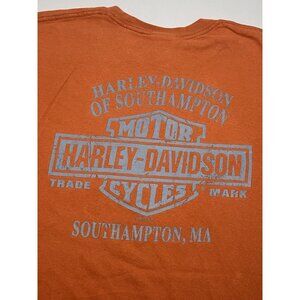 HARLEY-DAVIDSON
OF SOUTHAMPTON
MOTOR
HARLEY-DAVIDSON
TRADE MARK
CYCLES
SOUTHAMPTON, MA